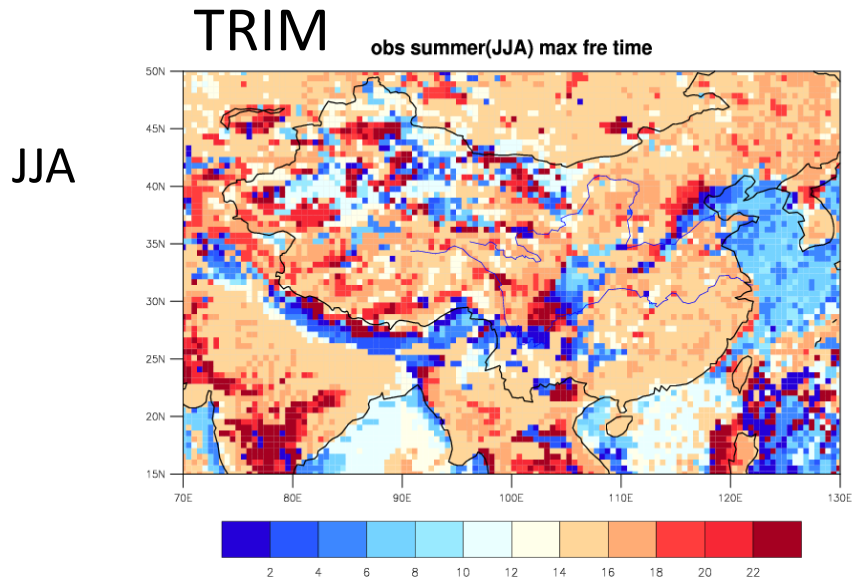 TRIM
obs summer(JJA) max fre time
JJA
50N
45N
40N
35N
30N
25N
20N
15N
70E 80E 90E 100E 110E 120E 130E
2 4 6 8 10 12 14 16 18 20 22